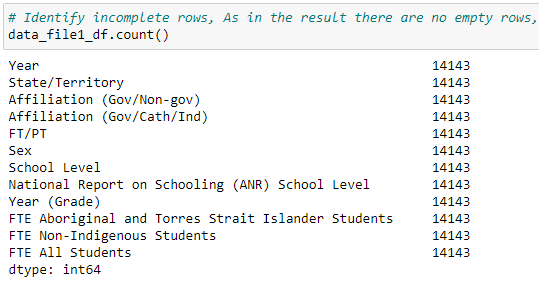 # Identify incomplete rows, As in the result there are no empty rows,
data_file1_df.count()
Year 14143
State/Territory 14143
Affiliation (Gov/Non-gov) 14143
Affiliation (Gov/Cath/Ind) 14143
FT/PT 14143
Sex 14143
School Level 14143
National Report on Schooling (ANR) School Level 14143
Year (Grade) 14143
FTE Aboriginal and Torres Strait Islander Students 14143
FTE Non-Indigenous Students 14143
FTE All Students 14143
dtype: int64